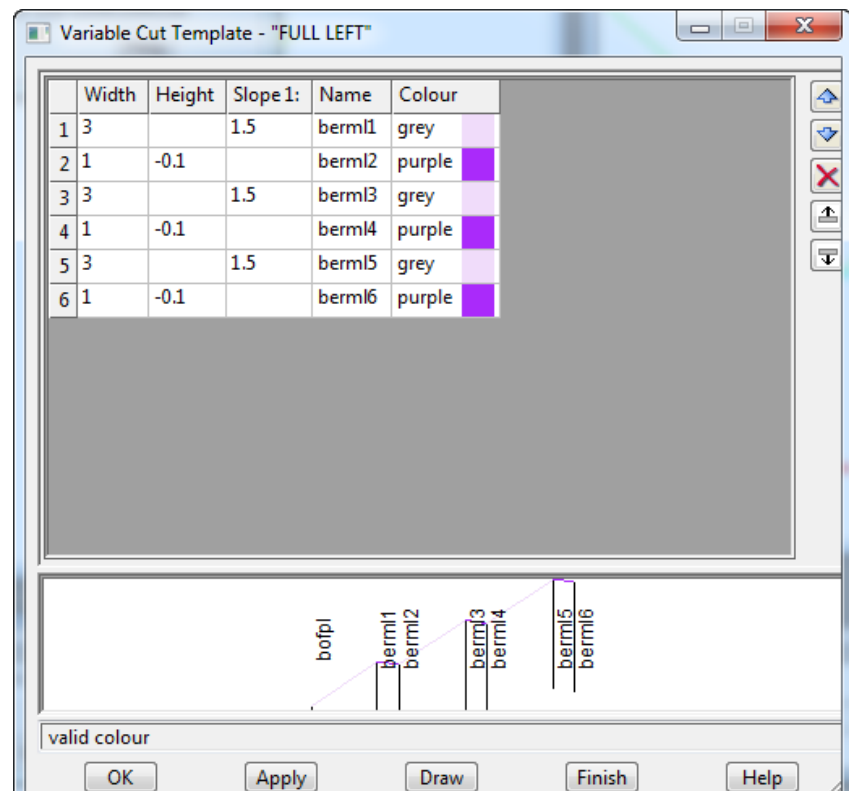 Variable Cut Template - "FULL LEFT"
Width Height Slope 1: Name Colour
1 3 1.5 berml1 grey
2 1 -0.1 berml2 purple
3 3 1.5 berml3 grey
4 1 -0.1 berml4 purple
5 3 1.5 berml5 grey
6 1 -0.1 berml6 purple
bofpl
berml1
berml2
berml3
berml4
berml5
berml6
valid colour
OK Apply Draw Finish Help